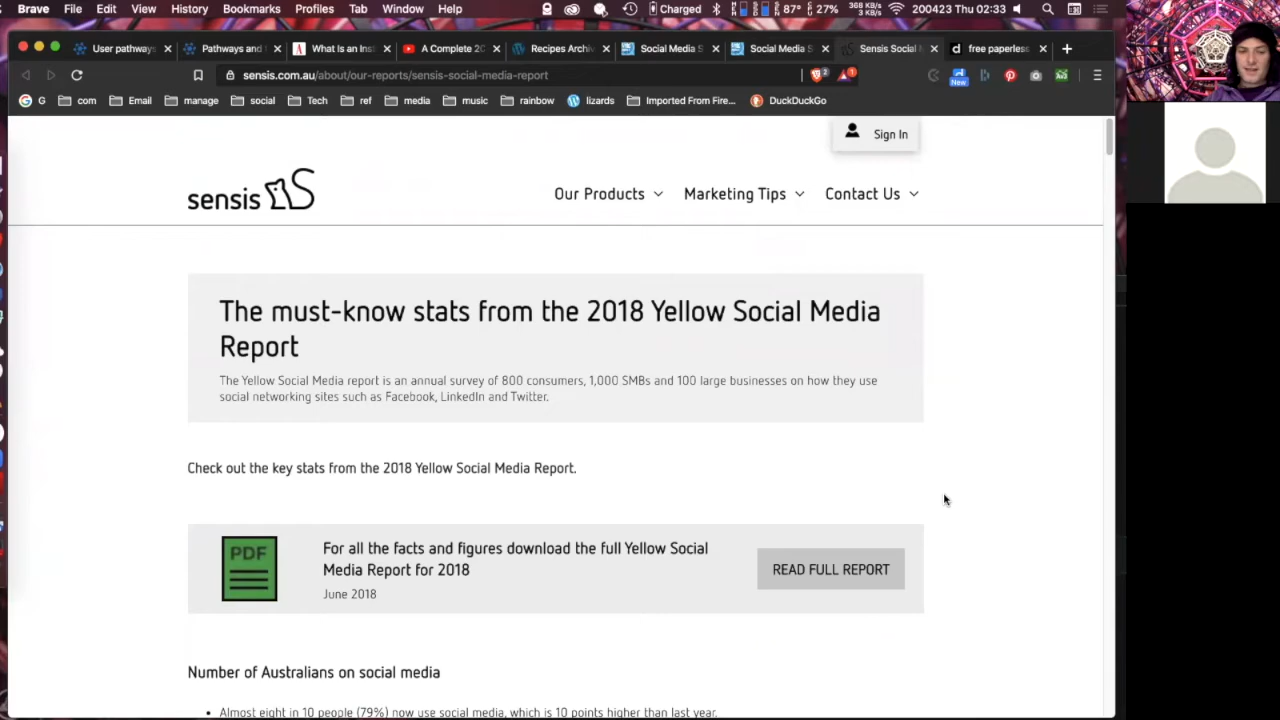 Brave File Edit View History Bookmarks Profiles Tab Window Help Charged 87% 27% 368 KB/s 3 KB/s 200423 Thu 02:33
User pathways Pathways and What Is an Inst A Complete 20 Recipes Archiv Social Media S Social Media S Sensis Social free paperless
sensis.com.au/about/our-reports/sensis-social-media-report 2 1
New
G com Email manage social Tech ref media music rainbow lizards Imported From Fire... DuckDuckGo
Sign In
sensis
Our Products Marketing Tips Contact Us
The must-know stats from the 2018 Yellow Social Media
Report
The Yellow Social Media report is an annual survey of 800 consumers, 1,000 SMBs and 100 large businesses on how they use
social networking sites such as Facebook, LinkedIn and Twitter.
Check out the key stats from the 2018 Yellow Social Media Report.
PDF
For all the facts and figures download the full Yellow Social
Media Report for 2018
June 2018
READ FULL REPORT
Number of Australians on social media
• Almost eight in 10 people (79%) now use social media, which is 10 points higher than last year.